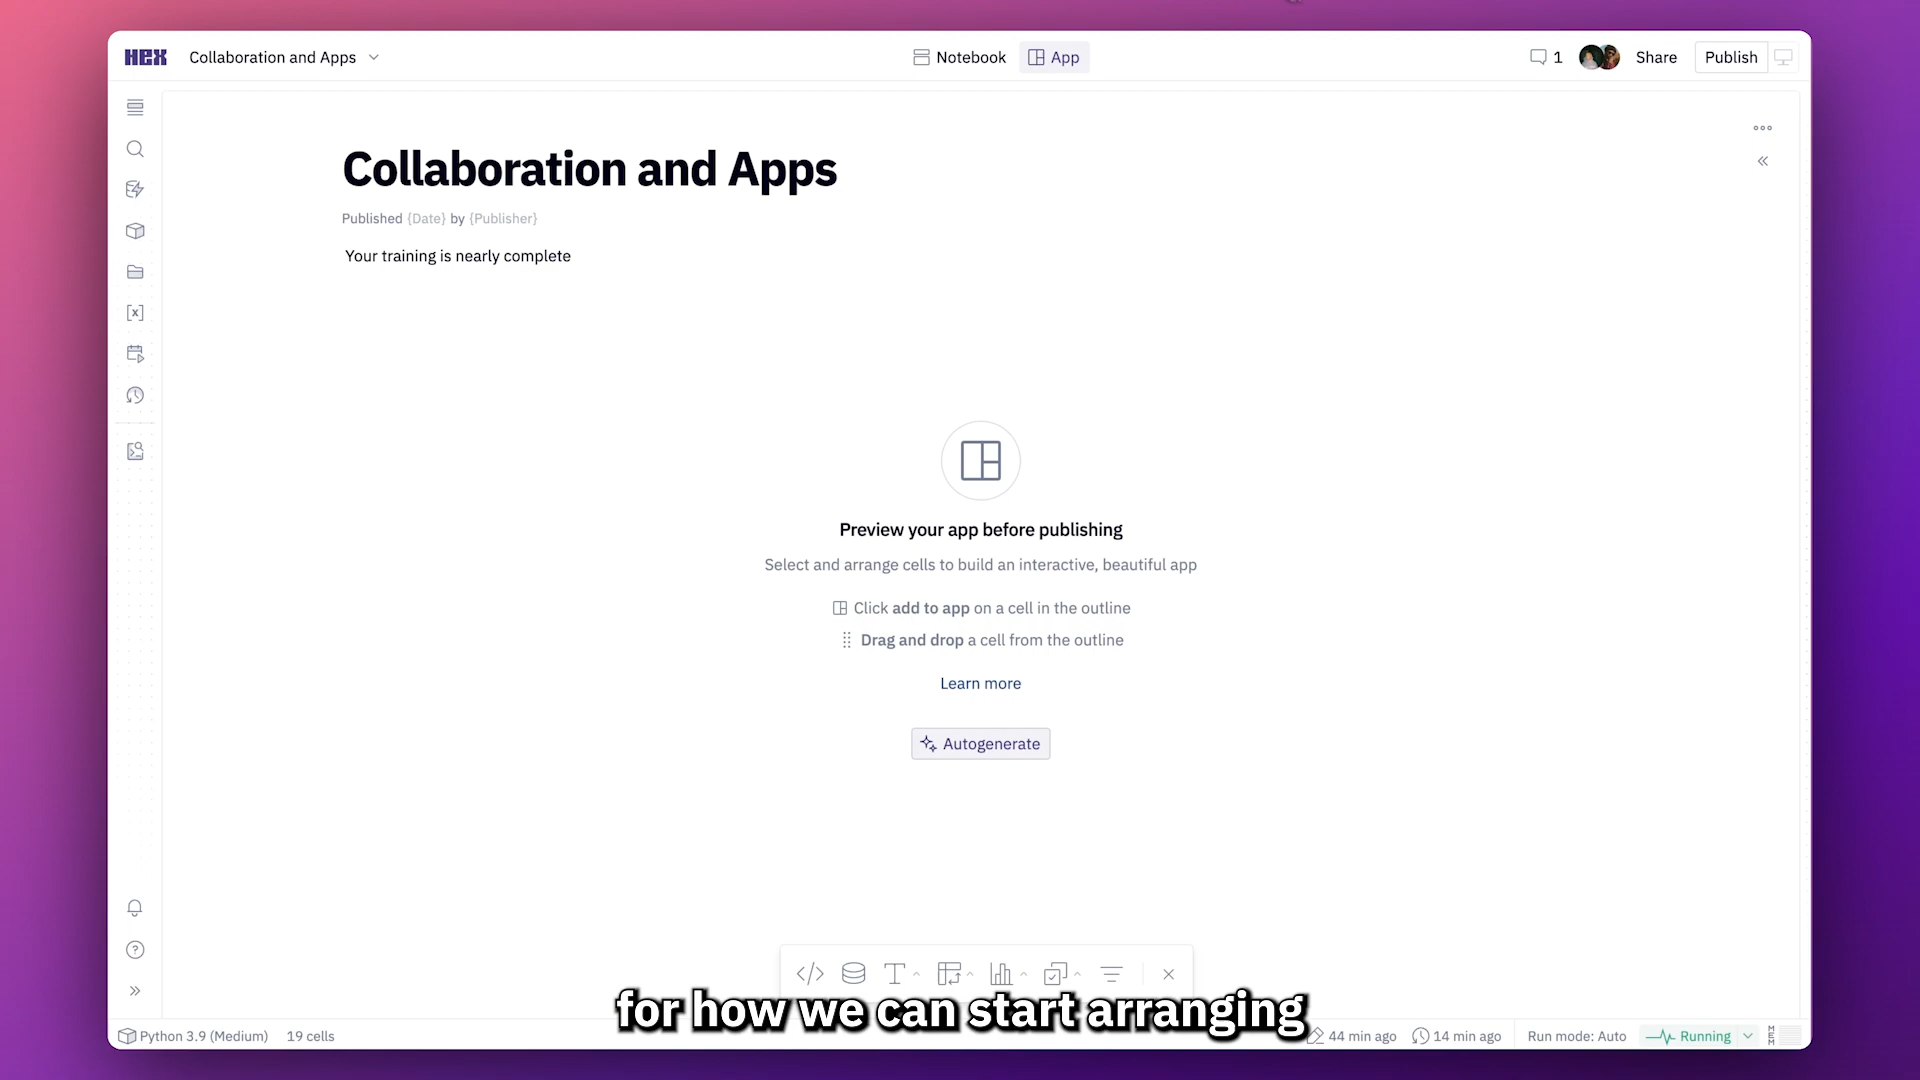 HEX Collaboration and Apps Notebook App 1 Share Publish
Collaboration and Apps
Published {Date} by {Publisher}
Your training is nearly complete
Preview your app before publishing
Select and arrange cells to build an interactive, beautiful app
Click add to app on a cell in the outline
Drag and drop a cell from the outline
Learn more
Autogenerate
for how we can start arranging
Python 3.9 (Medium) 19 cells 44 min ago 14 min ago Run mode: Auto Running MEM